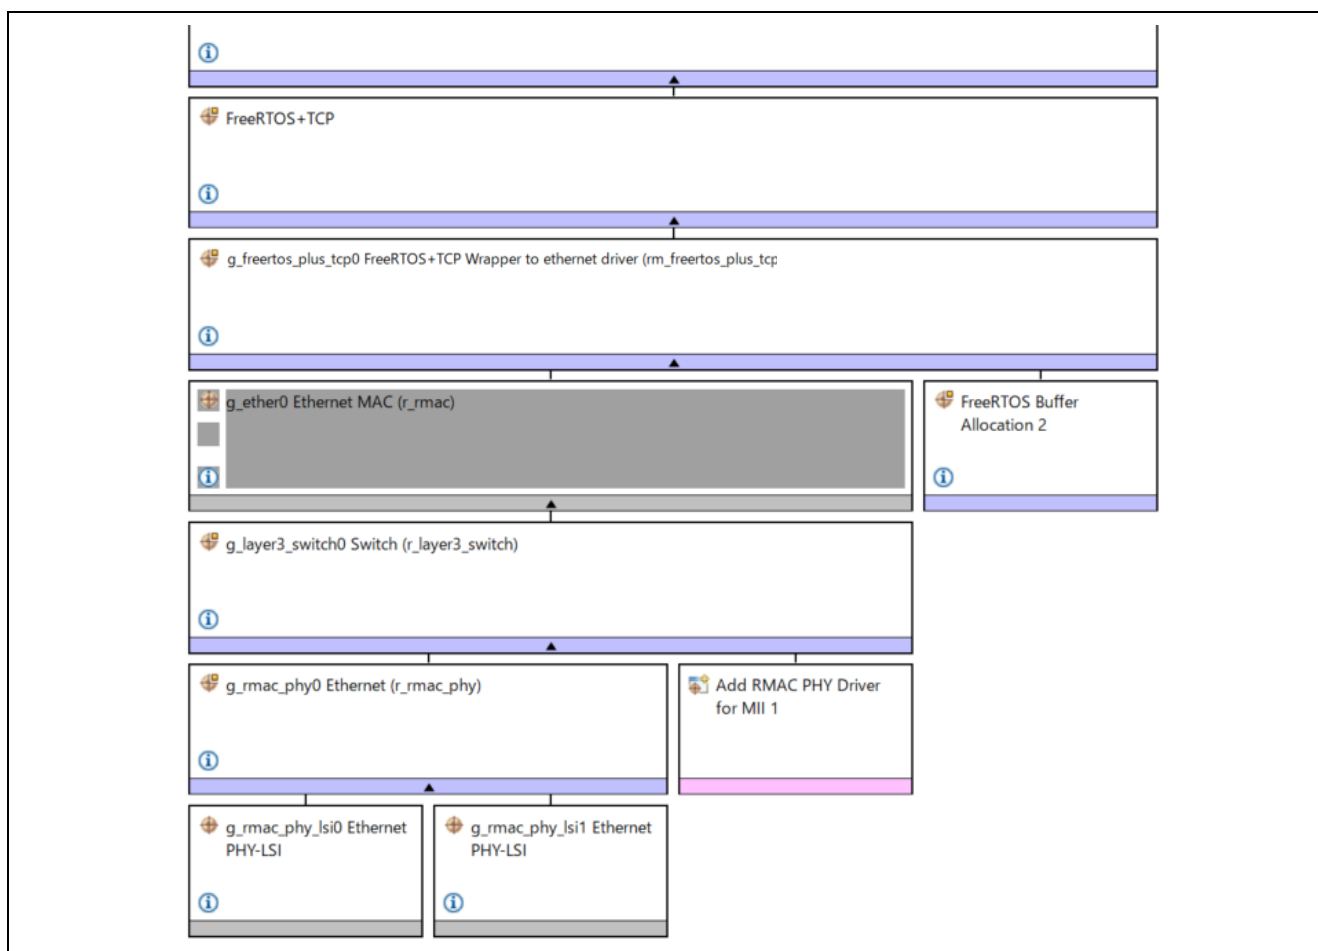 FreeRTOS+TCP
g_freertos_plus_tcp0 FreeRTOS+TCP Wrapper to ethernet driver (rm_freertos_plus_tcp
g_ether0 Ethernet MAC (r_rmac)
FreeRTOS Buffer
Allocation 2
g_layer3_switch0 Switch (r_layer3_switch)
g_rmac_phy0 Ethernet (r_rmac_phy)
Add RMAC PHY Driver
for MII 1
g_rmac_phy_lsi0 Ethernet
PHY-LSI
g_rmac_phy_lsi1 Ethernet
PHY-LSI